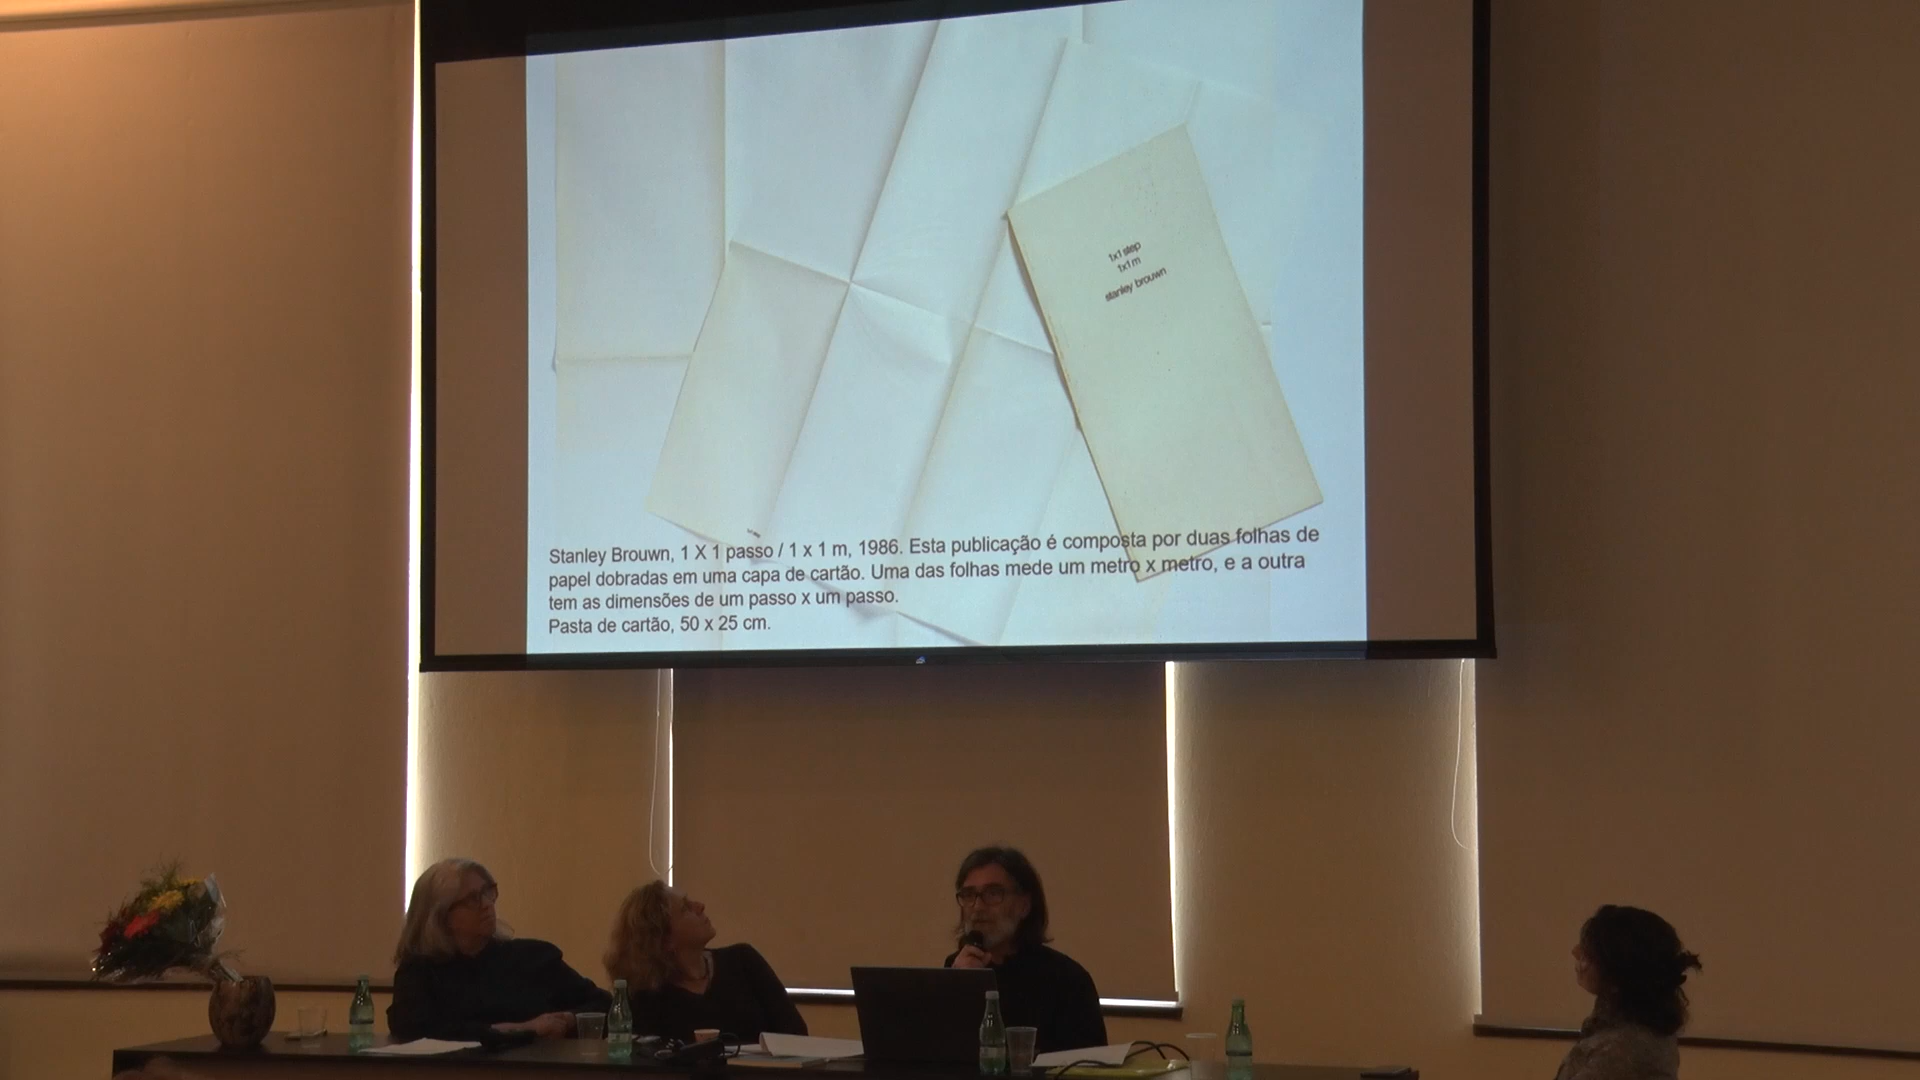 1x1 step
1x1 m
stanley brouwn
Stanley Brouwn, 1 X 1 passo / 1 x 1 m, 1986. Esta publicação é composta por duas folhas de
papel dobradas em uma capa de cartão. Uma das folhas mede um metro x metro, e a outra
tem as dimensões de um passo x um passo.
Pasta de cartão, 50 x 25 cm.